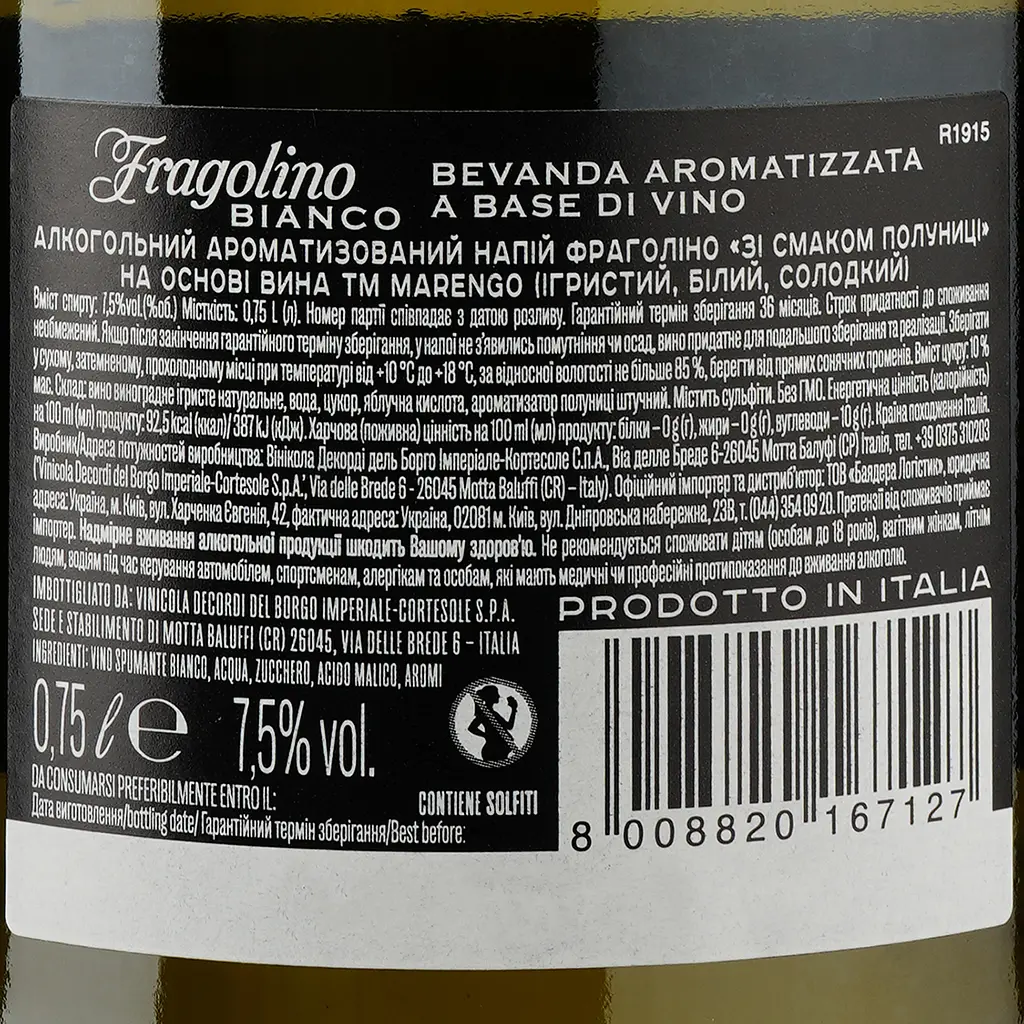 R1915
Fragolino
BIANCO
BEVANDA AROMATIZZATA
A BASE DI VINO
АЛКОГОЛЬНИЙ АРОМАТИЗОВАНИЙ НАПІЙ ФРАГОЛІНО «ЗІ СМАКОМ ПОЛУНИЦІ»
НА ОСНОВІ ВИНА ТМ MARENGO (ІГРИСТИЙ, БІЛИЙ, СОЛОДКИЙ)
Вміст спирту: 7,5%vol (%об.) Місткість: 0,75 L (л). Номер партії співпадає з датою розливу. Гарантійний термін зберігання 36 місяців. Строк придатності до споживання
необмежений. Якщо після закінчення гарантійного терміну зберігання, у напої не з'явились помутніння чи осад, вино придатне для подальшого зберігання та реалізації. Зберігати
у сухому, затемненому, прохолодному місці при температурі від +10 °C до +18 °C, за відносної вологості не більше 85 %, берегти від прямих сонячних променів. Вміст цукру: 10 %
мас. Склад: вино виноградне ігристе натуральне, вода, цукор, яблучна кислота, ароматизатор полуниці штучний. Містить сульфіти. Без ГМО. Енергетична цінність (калорійність)
на 100 ml (мл) продукту: 92,5 kcal (ккал)/ 387 kJ (кДж). Харчова (поживна) цінність на 100 ml (мл) продукту: білки – 0 g (г), жири – 0 g (г), вуглеводи – 10 g (г). Країна походження Італія.
Виробник/Адреса потужностей виробництва: Вінікола Декорді дель Борго Імперіале-Кортесоле С.п.А., Віа делле Бреде 6-26045 Мотта Балуфі (СР) Італія, тел. +39 0375 310203
("Vinicola Decordi del Borgo Imperiale-Cortesole S.p.A.", Via delle Brede 6 - 26045 Motta Baluffi (CR) – Italy). Офіційний імпортер та дистриб'ютор: ТОВ «Баядера Логістик», юридична
адреса: Україна, м. Київ, вул. Харченка Євгенія, 42, фактична адреса: Україна, 02081 м. Київ, вул. Дніпровська набережна, 23В, т. (044) 354 09 20. Претензії від споживачів приймає
імпортер. Надмірне вживання алкогольної продукції шкодить Вашому здоров'ю. Не рекомендується споживати дітям (особам до 18 років), вагітним жінкам, літнім
людям, водіям під час керування автомобілем, спортсменам, алергікам та особам, які мають медичні чи професійні протипоказання до вживання алкоголю.
IMBOTTIGLIATO DA: VINICOLA DECORDI DEL BORGO IMPERIALE-CORTESOLE S.P.A.
SEDE E STABILIMENTO DI MOTTA BALUFFI (CR) 26045, VIA DELLE BREDE 6 – ITALIA
INGREDIENTI: VINO SPUMANTE BIANCO, ACQUA, ZUCCHERO, ACIDO MALICO, AROMI
PRODOTTO IN ITALIA
0,75 ℓ e 7,5% vol.
DA CONSUMARSI PREFERIBILMENTE ENTRO IL:
CONTIENE SOLFITI
Дата виготовлення/bottling date/ Гарантійний термін зберігання/Best before:
8 008820 167127